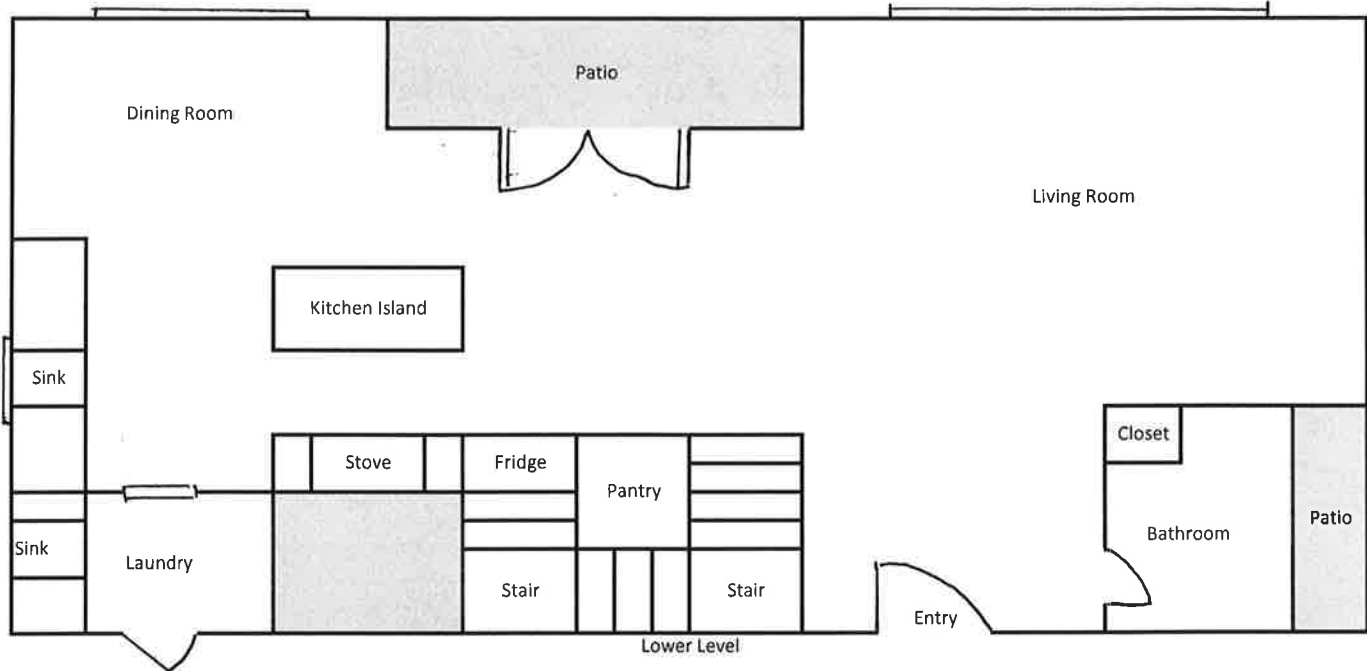 Patio
Dining Room
Living Room
Kitchen Island
Sink
Closet
Stove
Fridge
Pantry
Patio
Bathroom
Sink
Laundry
Stair
Stair
Entry
Lower Level